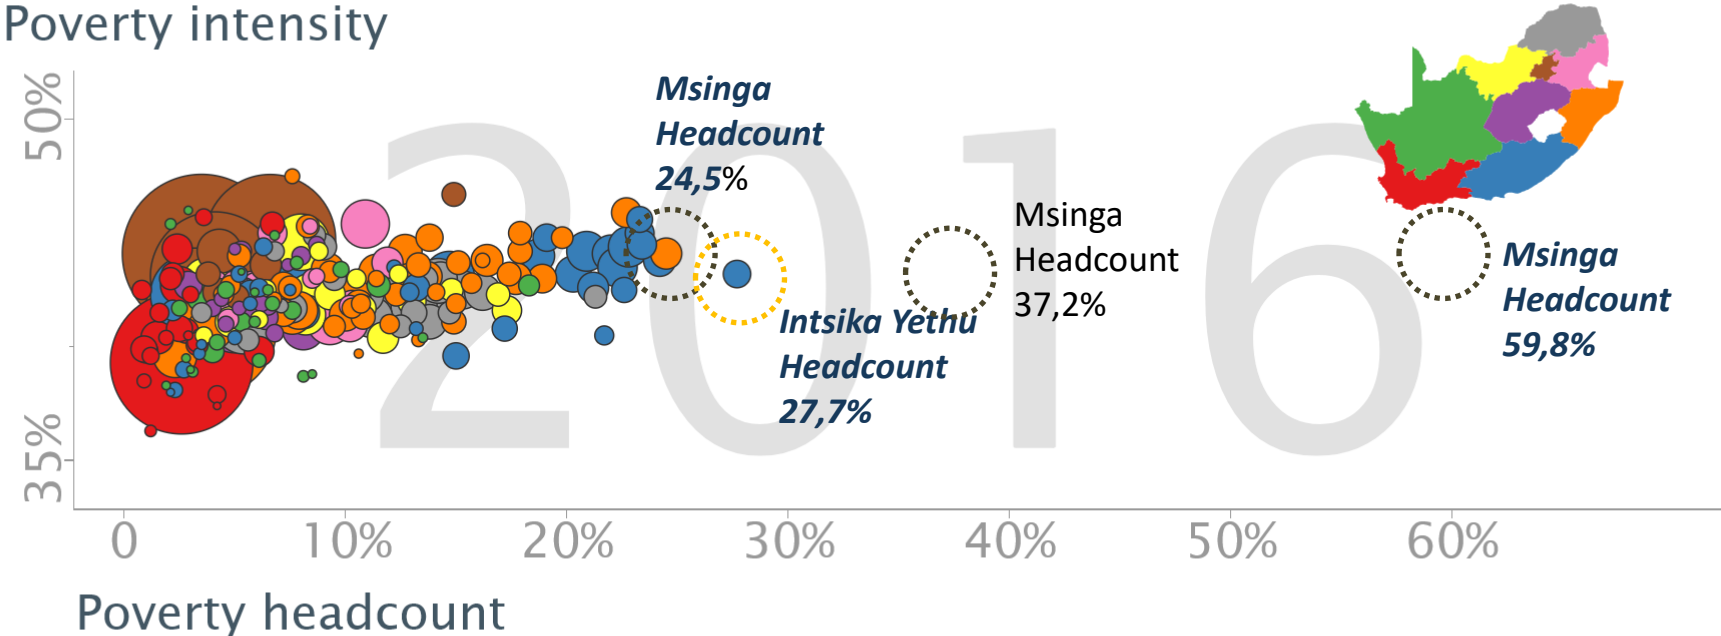 Poverty intensity
50%
35%
2016
Msinga
Headcount
24,5%
Intsika Yethu
Headcount
27,7%
Msinga
Headcount
37,2%
Msinga
Headcount
59,8%
0 10% 20% 30% 40% 50% 60%
Poverty headcount